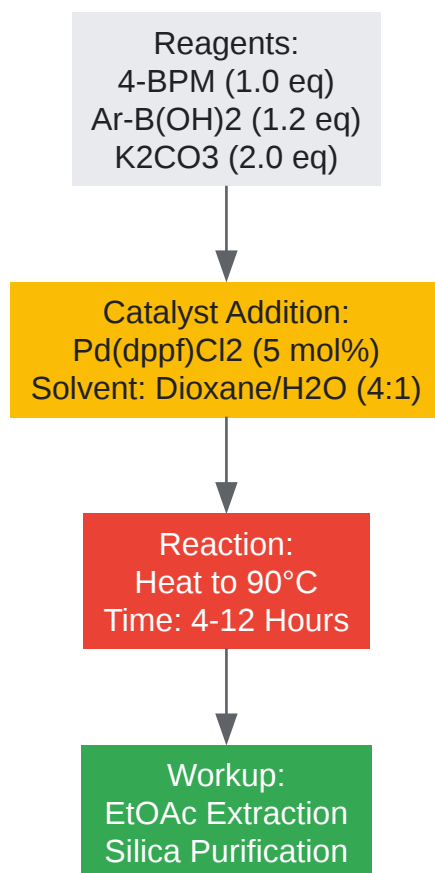 Reagents:
4-BPM (1.0 eq)
Ar-B(OH)2 (1.2 eq)
K2CO3 (2.0 eq)
Catalyst Addition:
Pd(dppf)Cl2 (5 mol%)
Solvent: Dioxane/H2O (4:1)
Reaction:
Heat to 90°C
Time: 4-12 Hours
Workup:
EtOAc Extraction
Silica Purification